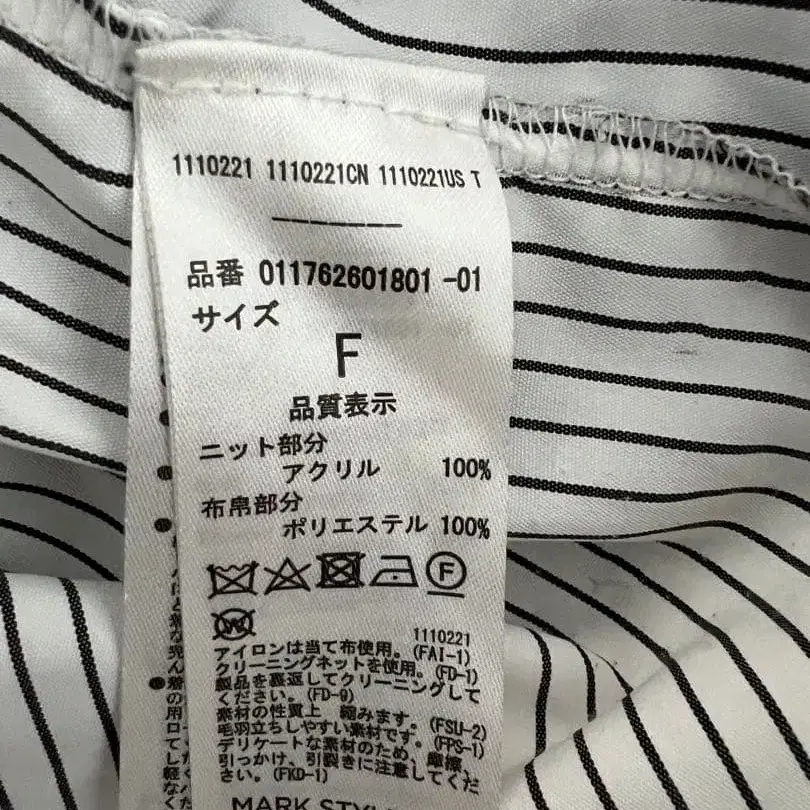 1110221 1110221CN 1110221US T
品番 011762601801 -01
サイズ
F
品質表示
ニット部分
アクリル 100%
布帛部分
ポリエステル 100%
F
W
1110221
アイロンは当て布使用。(FAI-1)
クリーニングネットを使用。(FD-1)
製品を裏返してクリーニングして
ください。(FD-9)
素材の性質上 縮みます。(FSU-2)
毛羽立ちしやすい素材です。(FPS-1)
デリケートな素材のため、摩擦、
引っかけ、引裂きに注意してくだ
さい。(FKD-1)
MARK STYL